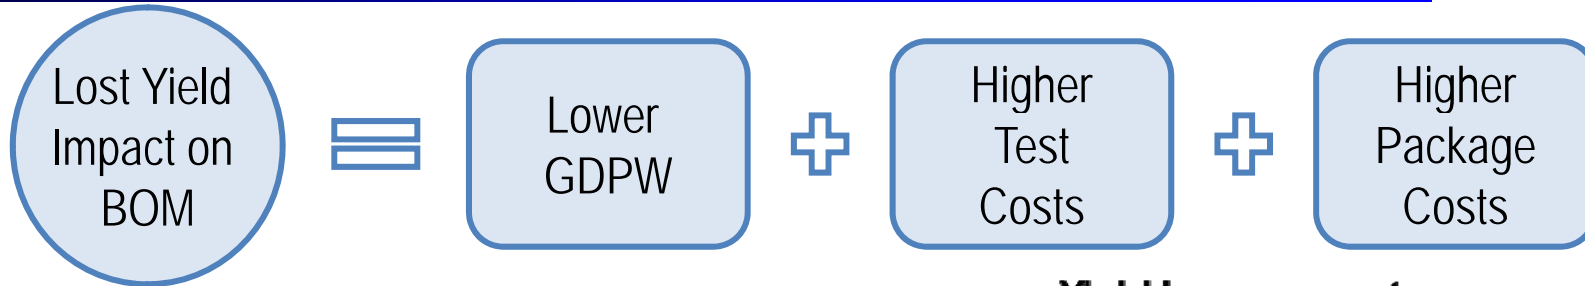 Lost Yield
Impact on
BOM
Lower
GDPW
Higher
Test
Costs
Higher
Package
Costs